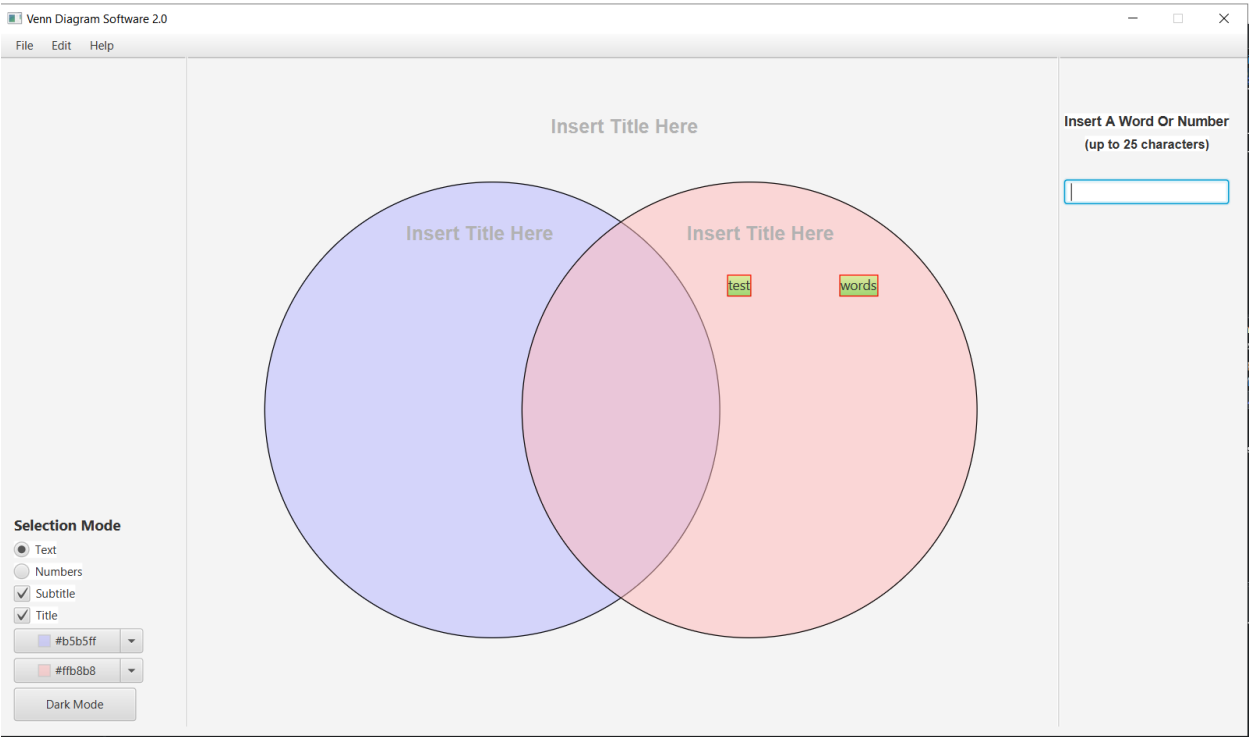 Venn Diagram Software 2.0
File Edit Help
Insert Title Here
Insert A Word Or Number
(up to 25 characters)
Insert Title Here
Insert Title Here
test
words
Selection Mode
Text
Numbers
Subtitle
Title
#b5b5ff
#ffb8b8
Dark Mode